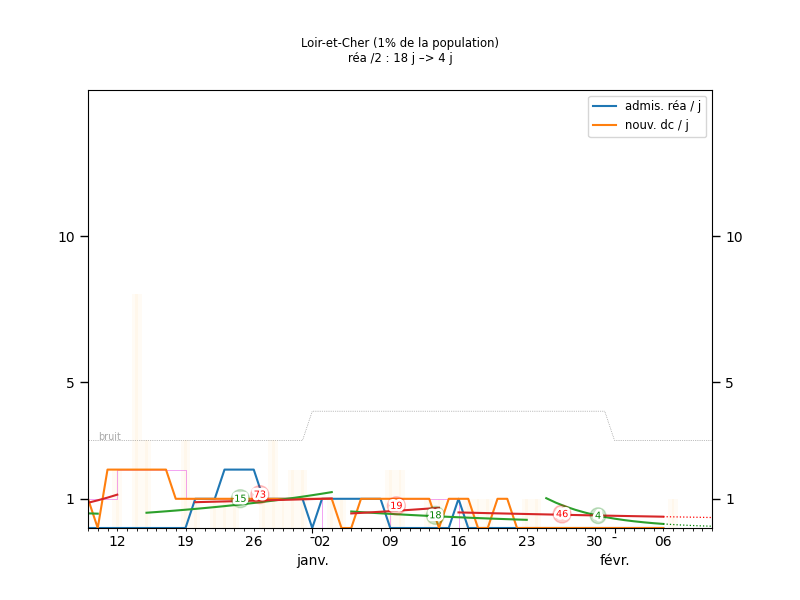 Loir-et-Cher (1% de la population)
réa /2 : 18 j –> 4 j
admis. réa / j
nouv. dc / j
10 10
5 5
bruit
1 1
15 73 19 18 46 4
12 19 26 -02 09 16 23 30 - 06
janv. févr.